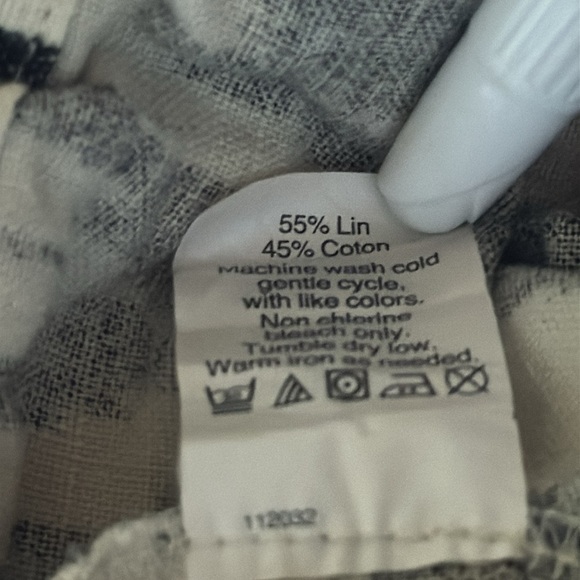 55% Lin
45% Coton
Machine wash cold
gentle cycle,
with like colors.
Non chlorine
bleach only.
Tumble dry low.
Warm iron as needed.
112032